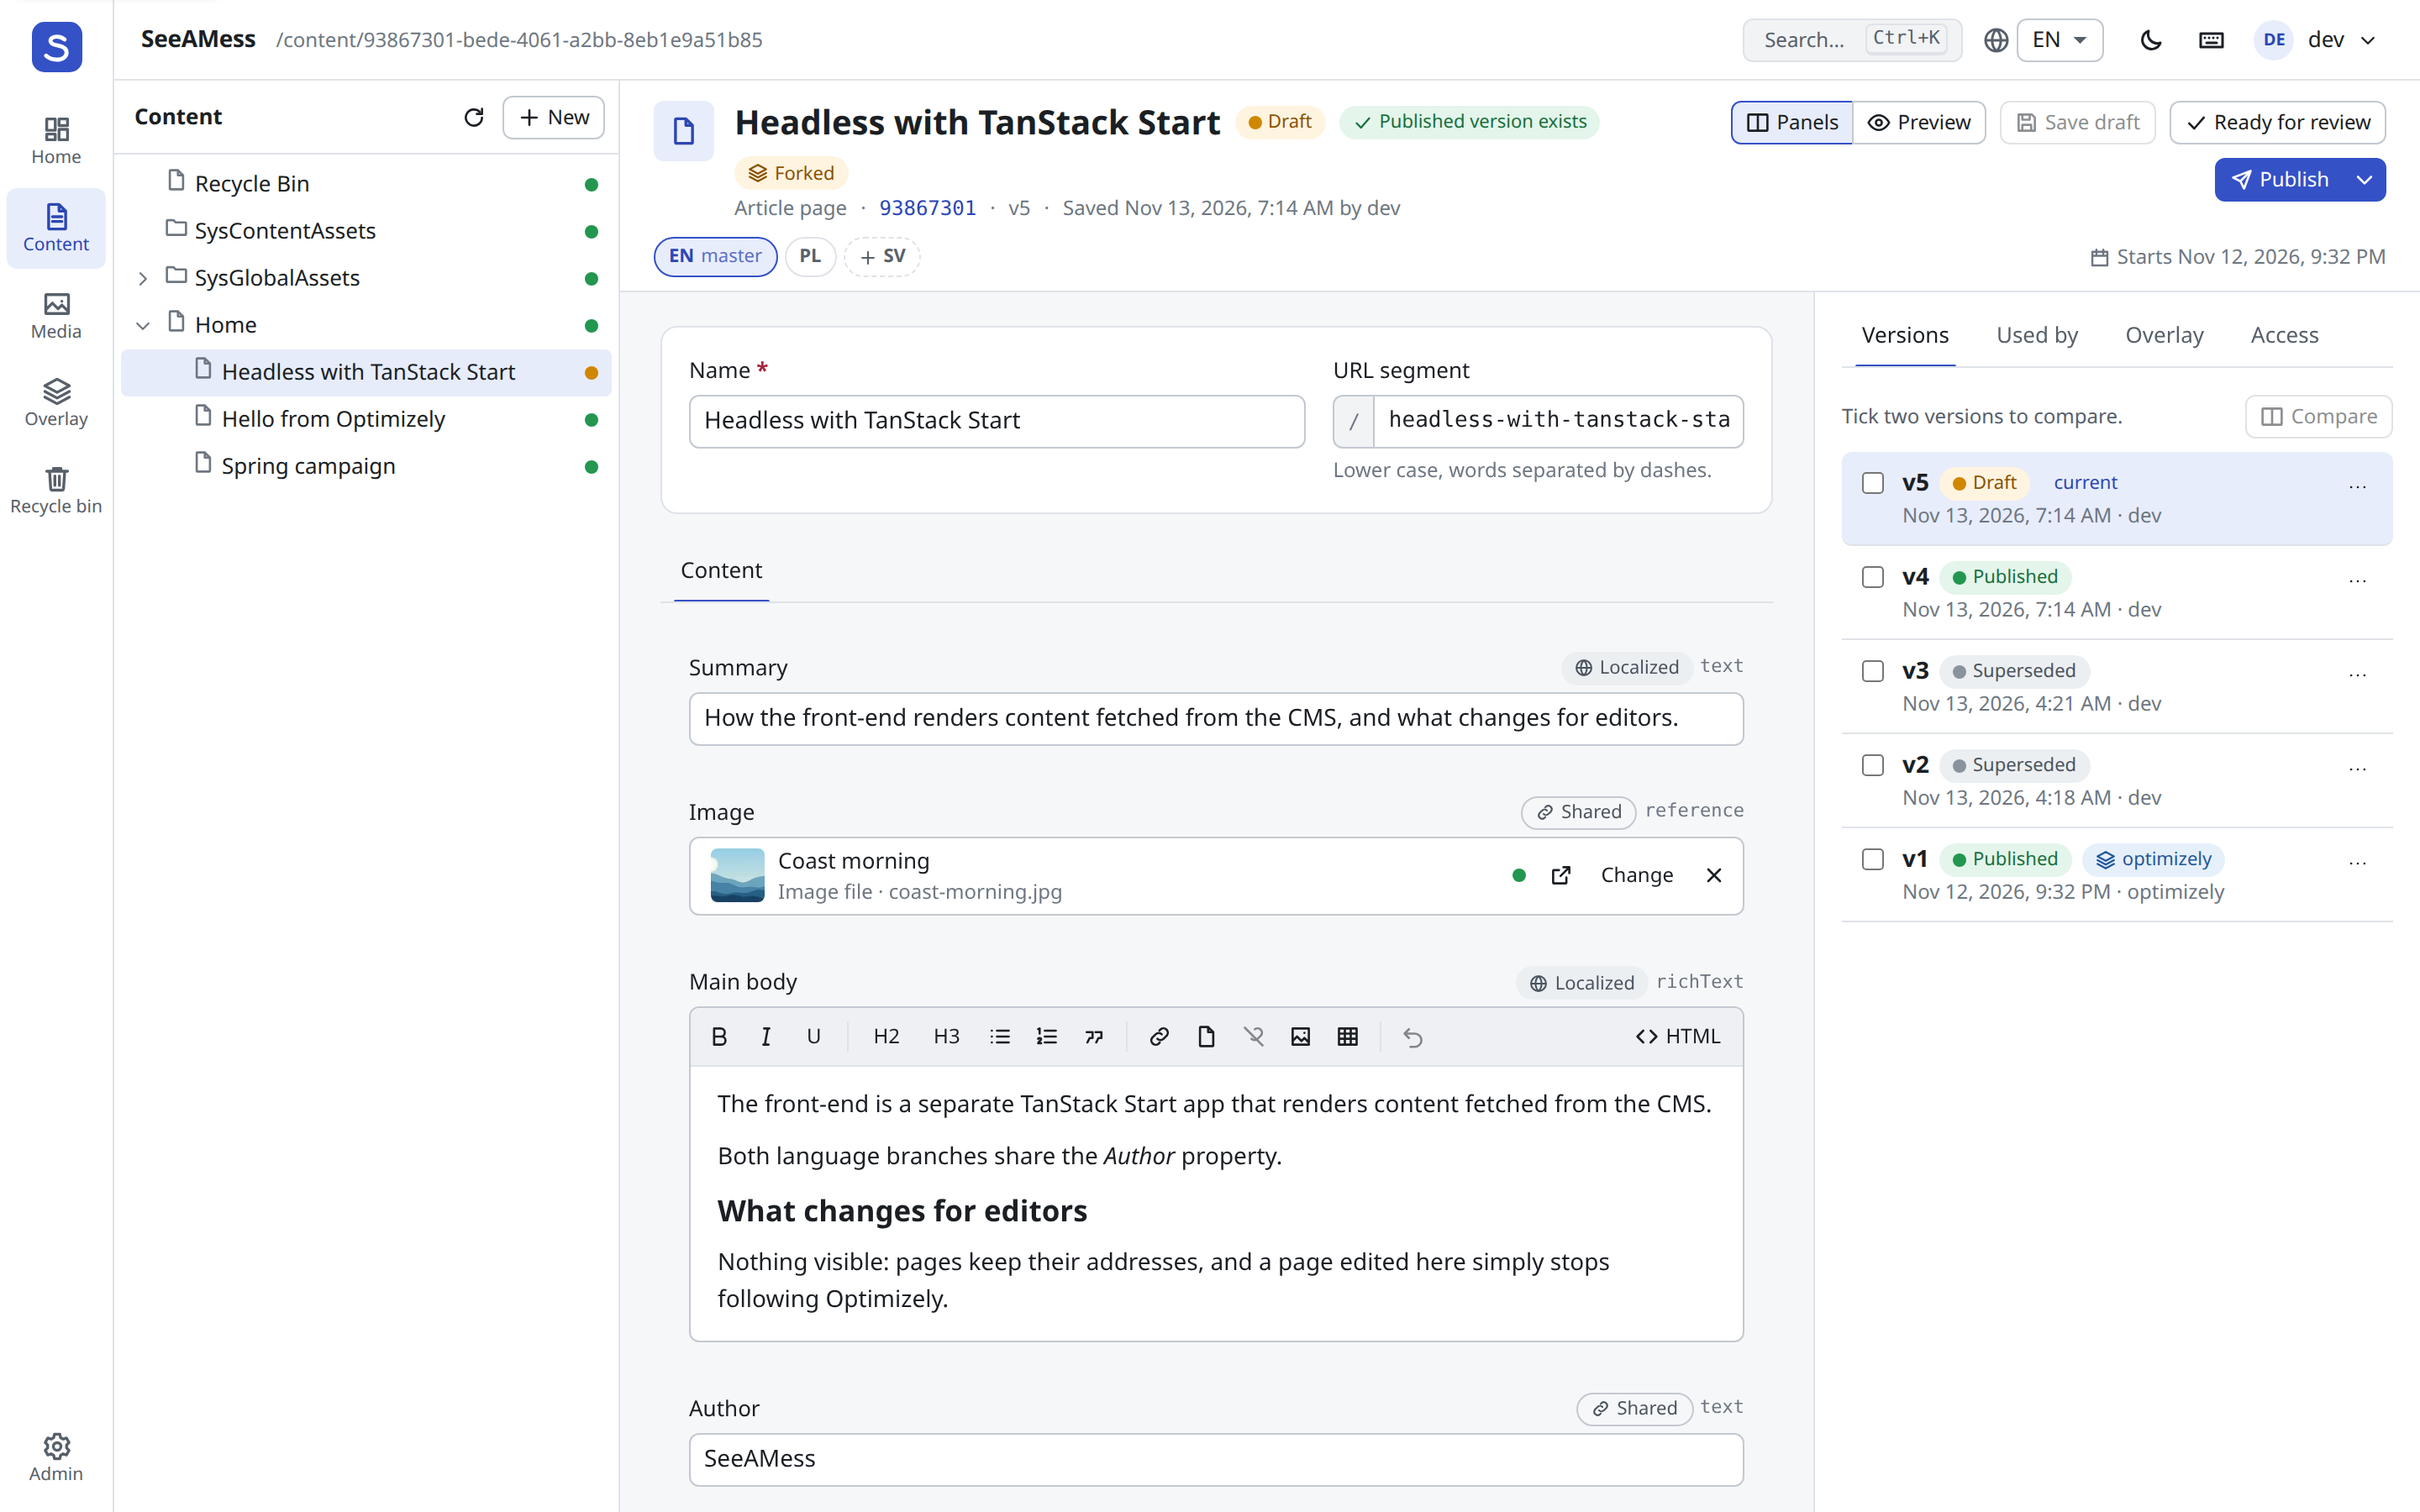 S
SeeAMess /content/93867301-bede-4061-a2bb-8eb1e9a51b85
Search... Ctrl+K
EN
DE dev
Home
Content
Media
Overlay
Recycle bin
Admin
Content
New
Recycle Bin
SysContentAssets
SysGlobalAssets
Home
Headless with TanStack Start
Hello from Optimizely
Spring campaign
Headless with TanStack Start Draft Published version exists
Forked
Article page · 93867301 · v5 · Saved Nov 13, 2026, 7:14 AM by dev
Panels Preview Save draft Ready for review
Publish
EN master PL + SV
Starts Nov 12, 2026, 9:32 PM
Name *
Headless with TanStack Start
URL segment
/ headless-with-tanstack-sta
Lower case, words separated by dashes.
Content
Summary Localized text
How the front-end renders content fetched from the CMS, and what changes for editors.
Image Shared reference
Coast morning
Image file · coast-morning.jpg
Change
Main body Localized richText
B I U H2 H3 HTML
The front-end is a separate TanStack Start app that renders content fetched from the CMS.
Both language branches share the Author property.
What changes for editors
Nothing visible: pages keep their addresses, and a page edited here simply stops
following Optimizely.
Author Shared text
SeeAMess
Versions Used by Overlay Access
Tick two versions to compare. Compare
v5 Draft current ...
Nov 13, 2026, 7:14 AM · dev
v4 Published ...
Nov 13, 2026, 7:14 AM · dev
v3 Superseded ...
Nov 13, 2026, 4:21 AM · dev
v2 Superseded ...
Nov 13, 2026, 4:18 AM · dev
v1 Published optimizely ...
Nov 12, 2026, 9:32 PM · optimizely